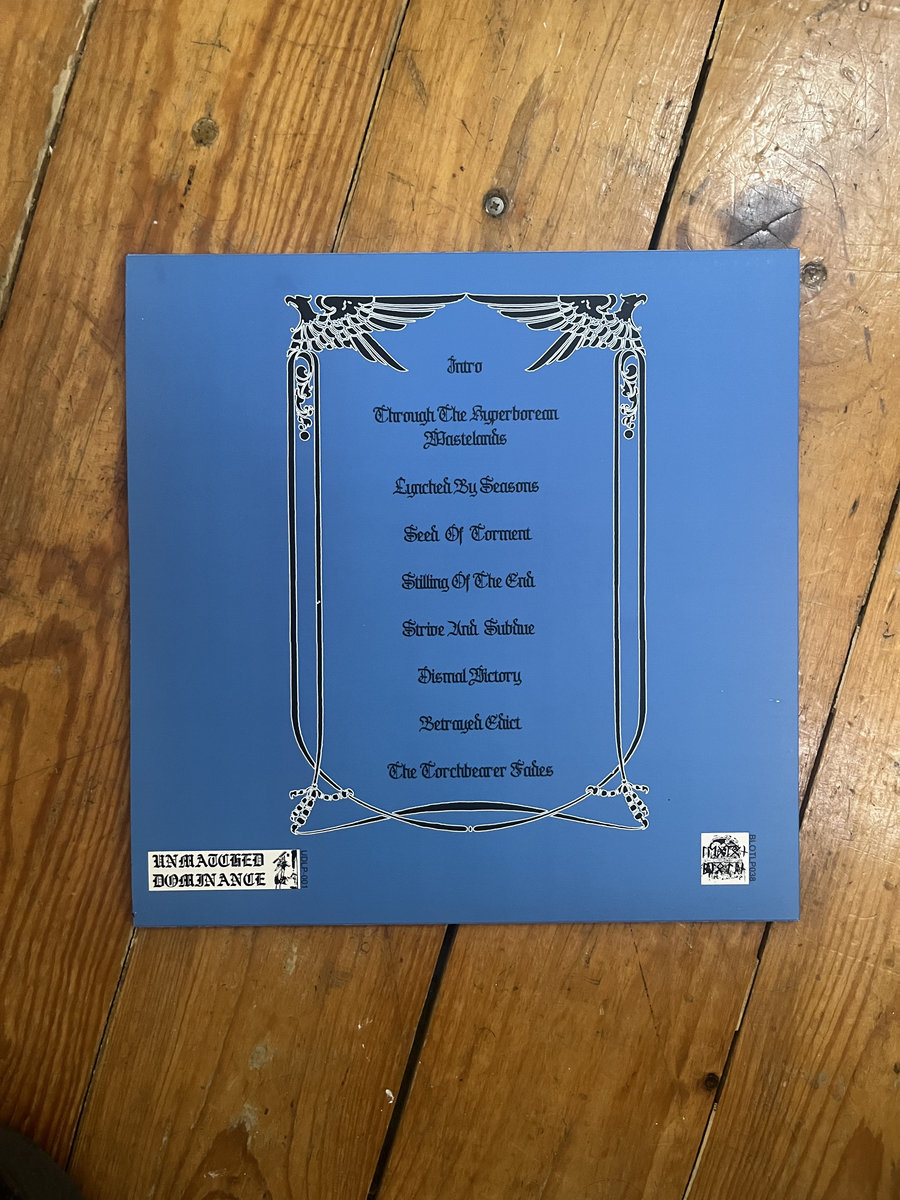 Intro
Through The Hyperborean
Wastelands
Lynched By Seasons
Seed Of Torment
Stilling Of The End
Strive And Subdue
Dismal Victory
Betrayed Edict
The Torchbearer Fades
UNMATCHED
DOMINANCE